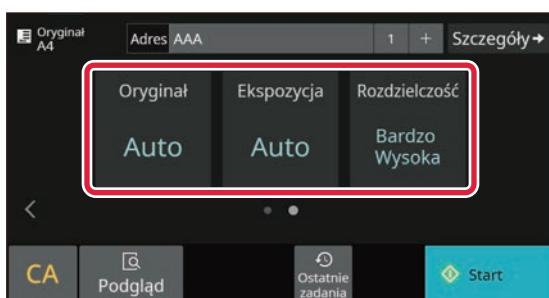 Oryginał
A4
Adres AAA 1 + Szczegóły
Oryginał Ekspozycja Rozdzielczość
Auto Auto Bardzo
Wysoka
CA Podgląd Ostatnie
zadania Start